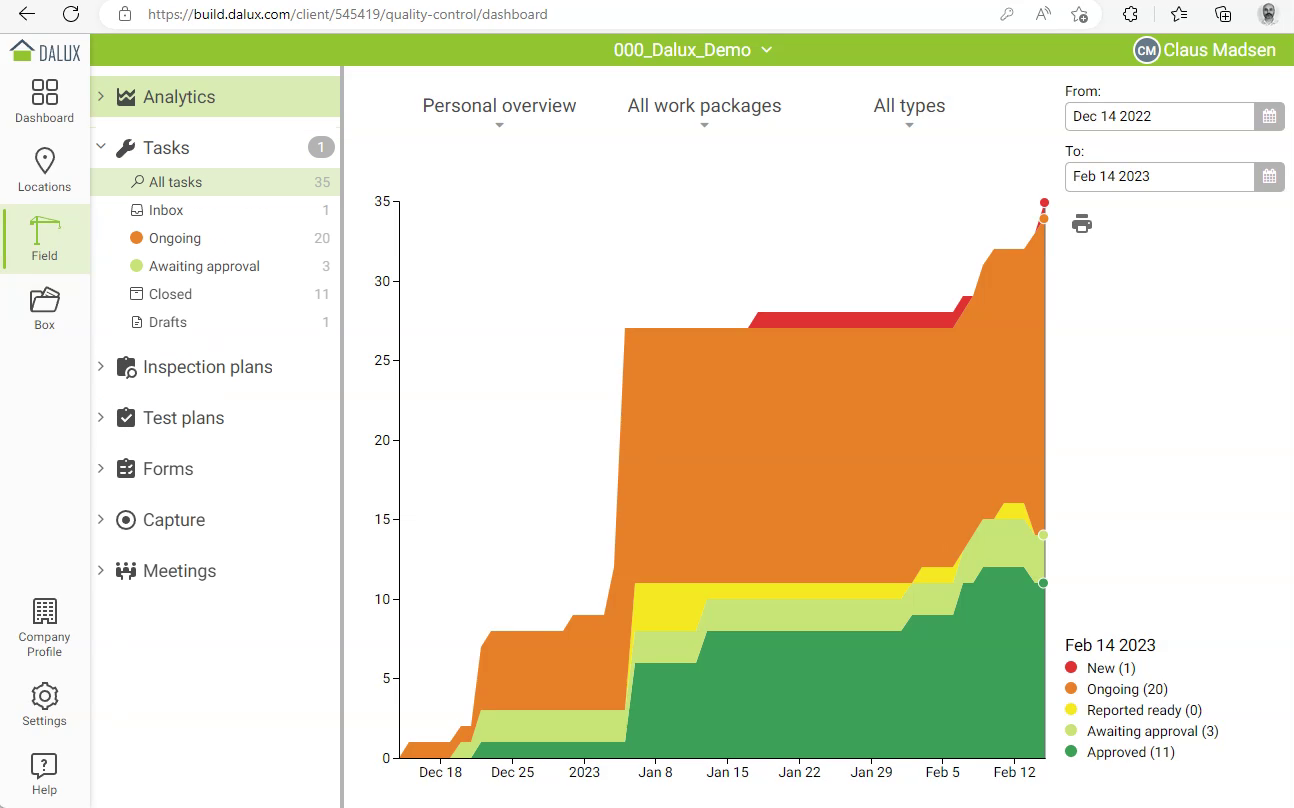 https://build.dalux.com/client/545419/quality-control/dashboard
DALUX
000_Dalux_Demo
CM Claus Madsen
Dashboard
Locations
Field
Box
Company
Profile
Settings
Help
Analytics
Tasks 1
All tasks 35
Inbox 1
Ongoing 20
Awaiting approval 3
Closed 11
Drafts 1
Inspection plans
Test plans
Forms
Capture
Meetings
Personal overview
All work packages
All types
35
30
25
20
15
10
5
0
Dec 18 Dec 25 2023 Jan 8 Jan 15 Jan 22 Jan 29 Feb 5 Feb 12
From:
Dec 14 2022
To:
Feb 14 2023
Feb 14 2023
New (1)
Ongoing (20)
Reported ready (0)
Awaiting approval (3)
Approved (11)